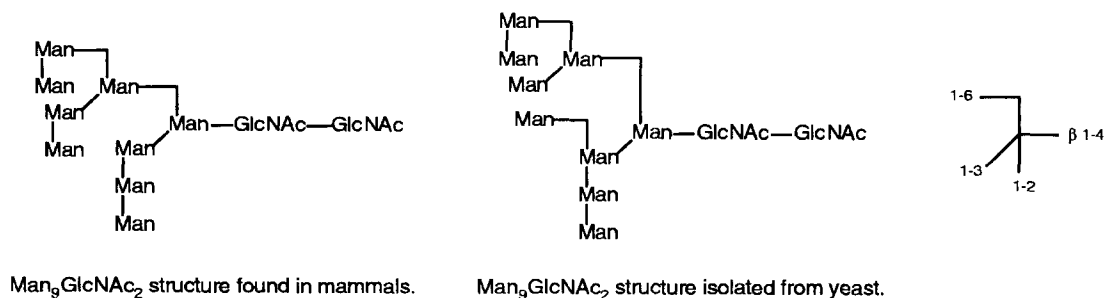 Man
Man Man
Man
Man
Man GlcNAc GlcNAc
Man
Man
Man
Man
Man Man
Man
Man
Man GlcNAc GlcNAc
Man
Man
Man
1-6
β 1-4
1-3
1-2
Man₉GlcNAc₂ structure found in mammals.
Man₉GlcNAc₂ structure isolated from yeast.